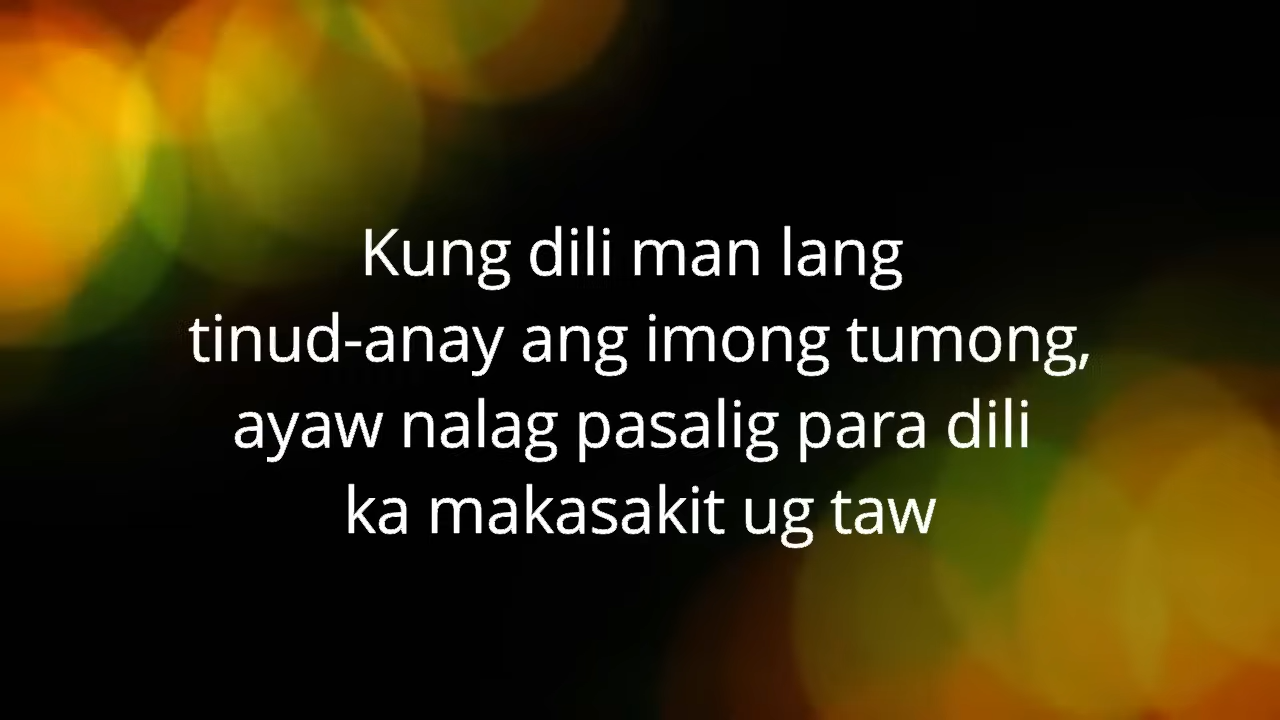 Kung dili man lang
tinud-anay ang imong tumong,
ayaw nalag pasalig para dili
ka makasakit ug taw